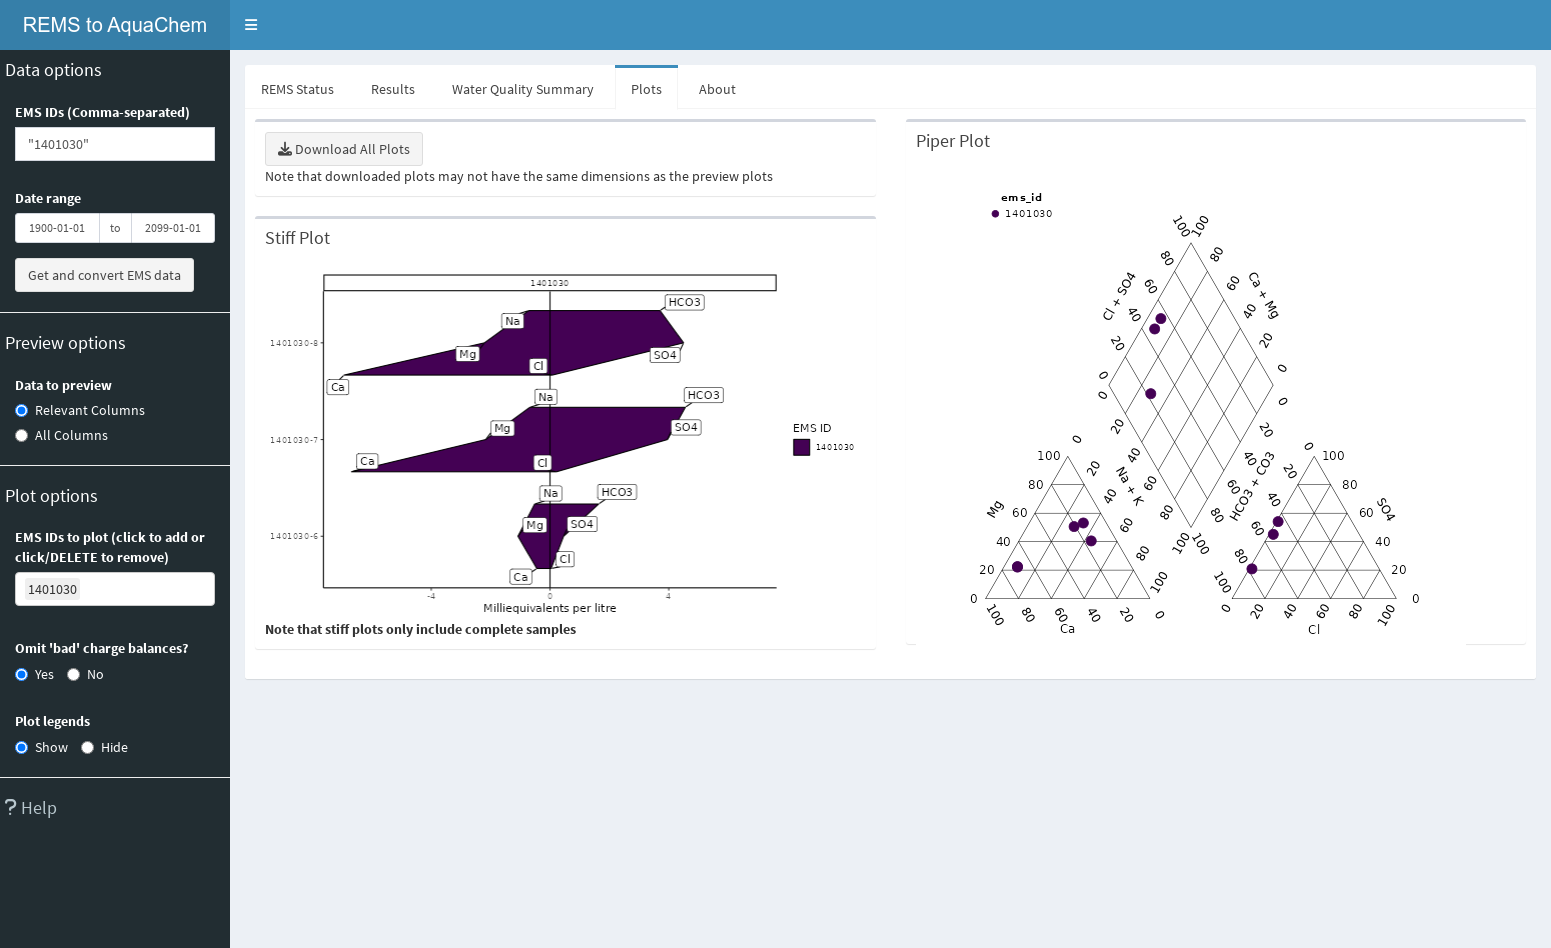 REMS to AquaChem
Data options
EMS IDs (Comma-separated)
"1401030"
Date range
1900-01-01 to 2099-01-01
Get and convert EMS data
Preview options
Data to preview
Relevant Columns
All Columns
Plot options
EMS IDs to plot (click to add or
click/DELETE to remove)
1401030
Omit 'bad' charge balances?
Yes No
Plot legends
Show Hide
? Help
REMS Status Results Water Quality Summary Plots About
Download All Plots
Note that downloaded plots may not have the same dimensions as the preview plots
Stiff Plot
1401030
HCO3
Na
1401030-8
Mg
SO4
Cl
Ca
HCO3
Na
Mg
SO4
1401030-7
Ca
Cl
Na
HCO3
Mg
SO4
1401030-6
Cl
Ca
-4 0 4
Milliequivalents per litre
EMS ID
1401030
Note that stiff plots only include complete samples
Piper Plot
ems_id
1401030
100 100
80 80
60 60
40 40
20 20
0 0
Cl + SO4
Ca + Mg
0 0
20 20
40 40
60 60
80 80
100 100
Na + K
HCO3 + CO3
100
80
60
40
20
0
Mg
0
20
40
60
80
100
100 80 60 40 20 0
Ca
0
20
40
60
80
100
100
80
60
40
20
0
SO4
0 20 40 60 80 100
Cl